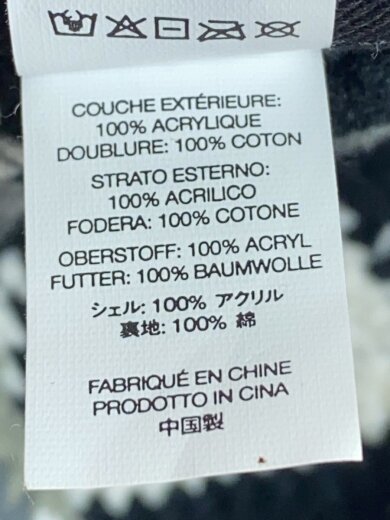 COUCHE EXTÉRIEURE:
100% ACRYLIQUE
DOUBLURE: 100% COTON
STRATO ESTERNO:
100% ACRILICO
FODERA: 100% COTONE
OBERSTOFF: 100% ACRYL
FUTTER: 100% BAUMWOLLE
シェル: 100% アクリル
裏地: 100% 綿
FABRIQUÉ EN CHINE
PRODOTTO IN CINA
中国製